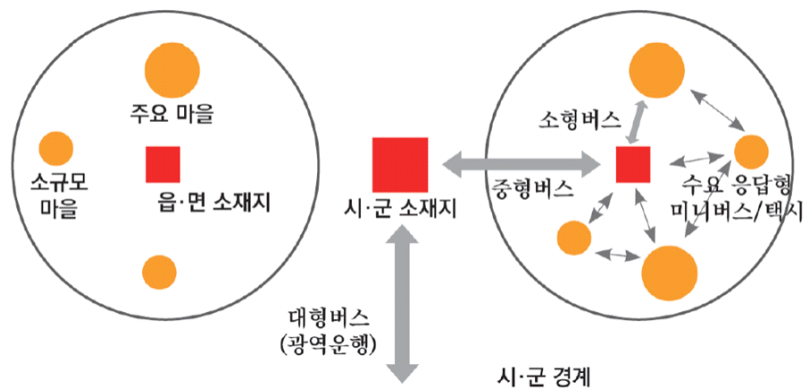 주요 마을
소규모
마을
읍·면 소재지
시·군 소재지
중형버스
소형버스
수요 응답형
미니버스/택시
대형버스
(광역운행)
시·군 경계